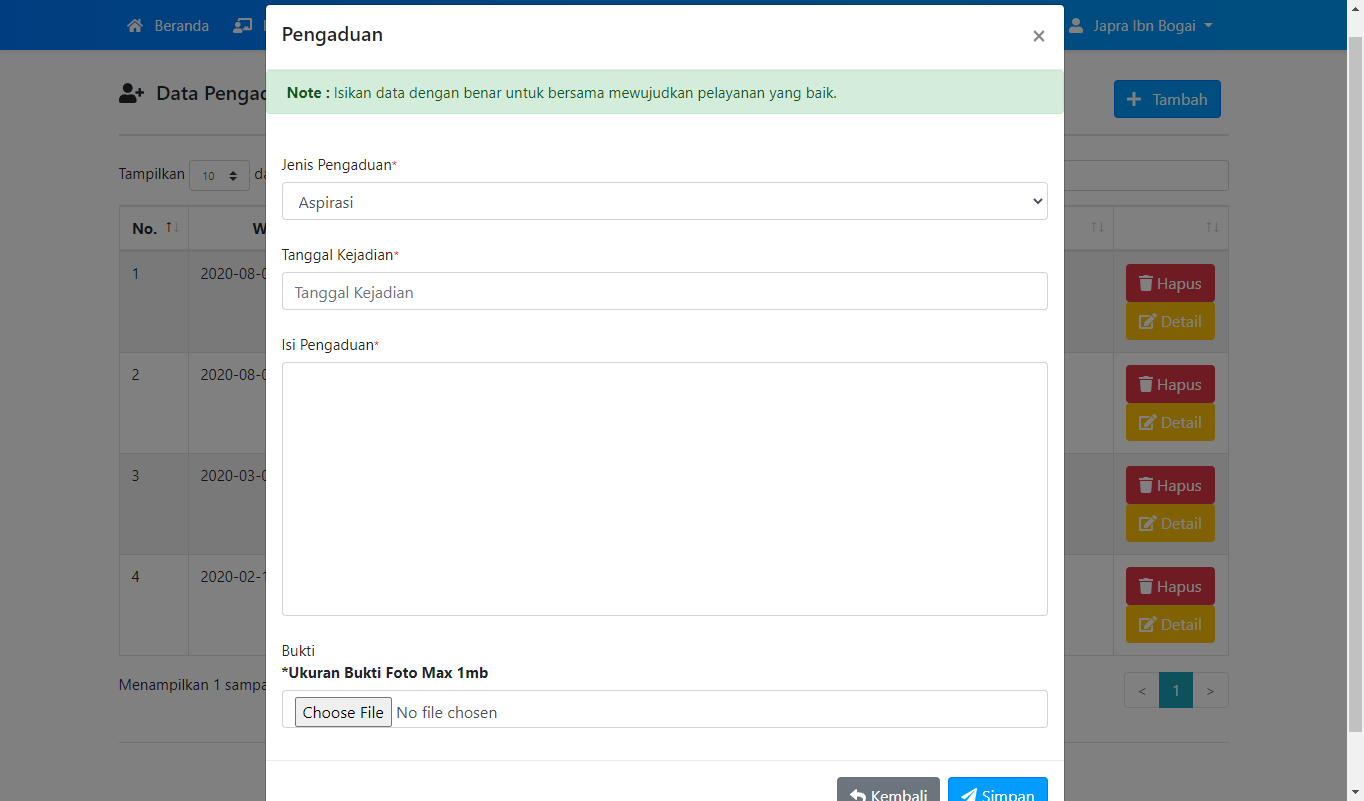 Beranda
Japra Ibn Bogai
Pengaduan
×
Note : Isikan data dengan benar untuk bersama mewujudkan pelayanan yang baik.
Data Pengad
Tambah
Tampilkan 10 da
Jenis Pengaduan*
Aspirasi
Tanggal Kejadian*
Tanggal Kejadian
Isi Pengaduan*
Bukti
*Ukuran Bukti Foto Max 1mb
Choose File No file chosen
Kembali Simpan
No. W
1 2020-08-0 Hapus
Detail
2 2020-08-0 Hapus
Detail
3 2020-03-0 Hapus
Detail
4 2020-02-1 Hapus
Detail
Menampilkan 1 sampa
< 1 >